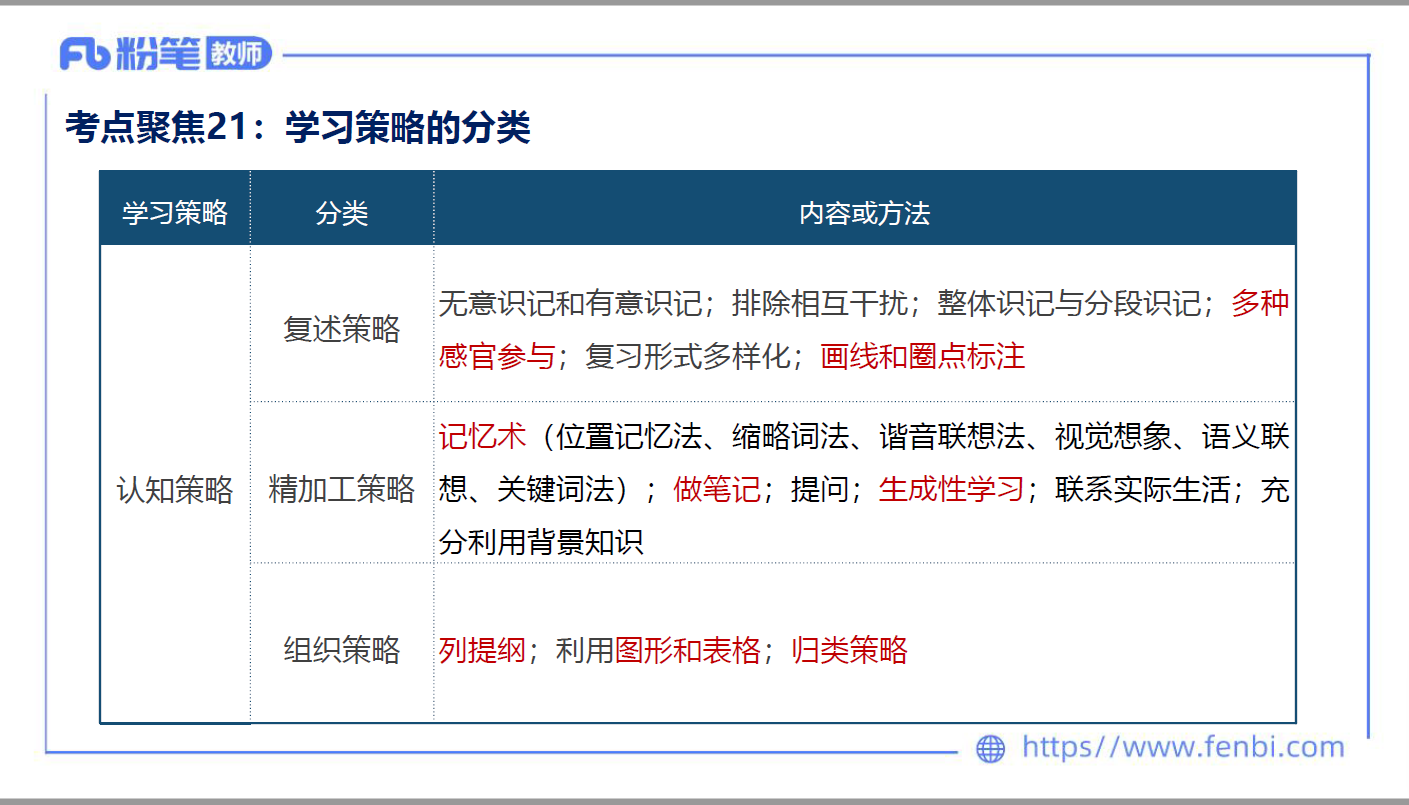 粉笔教师
考点聚焦21：学习策略的分类
学习策略 分类 内容或方法
认知策略
复述策略
无意识记和有意识记；排除相互干扰；整体识记与分段识记；多种
感官参与；复习形式多样化；画线和圈点标注
精加工策略
记忆术（位置记忆法、缩略词法、谐音联想法、视觉想象、语义联
想、关键词法）；做笔记；提问；生成性学习；联系实际生活；充
分利用背景知识
组织策略
列提纲；利用图形和表格；归类策略
https//www.fenbi.com